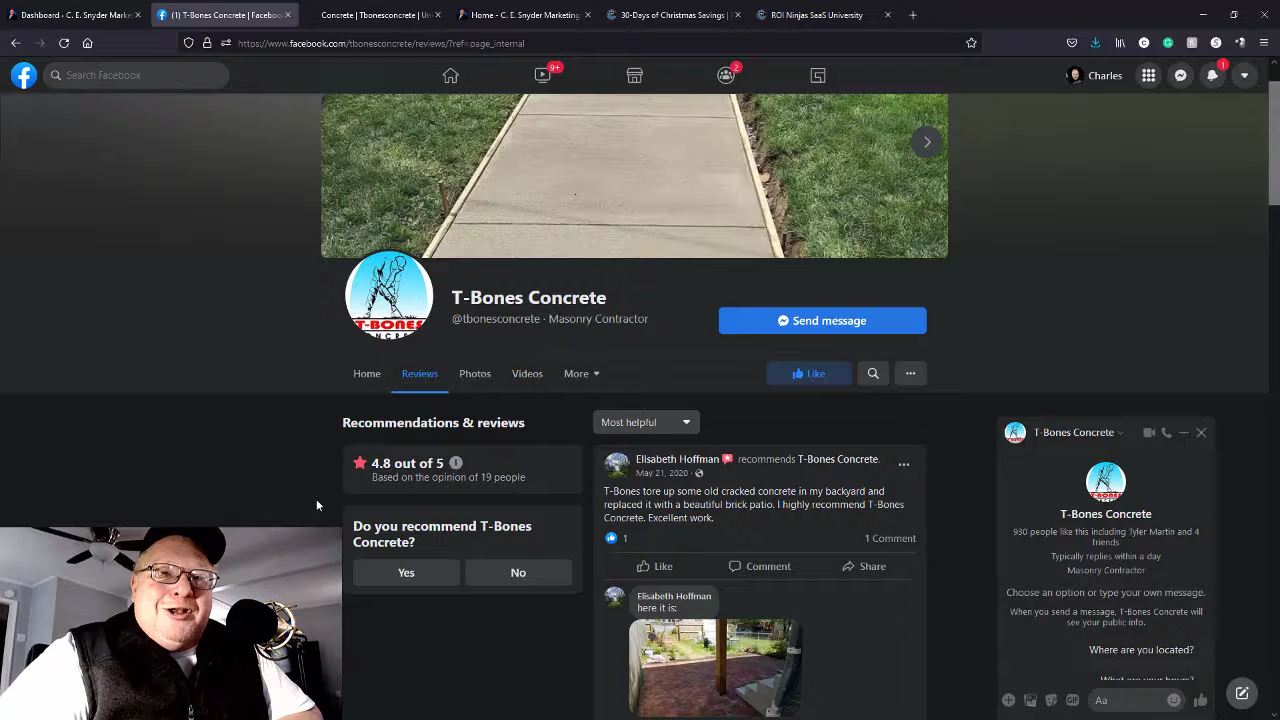 Dashboard - C. E. Snyder Market
(1) T-Bones Concrete | Facebook
Concrete | Tbonesconcrete | Uni
Home - C. E. Snyder Marketing
30-Days of Christmas Savings |
ROI Ninjas SaaS University
https://www.facebook.com/tbonesconcrete/reviews/?ref=page_internal
Search Facebook
9+
2
Charles
1
T-BONES
T-Bones Concrete
@tbonesconcrete · Masonry Contractor
Send message
Home
Reviews
Photos
Videos
More
Like
Recommendations & reviews
Most helpful
4.8 out of 5
Based on the opinion of 19 people
Do you recommend T-Bones
Concrete?
Yes
No
Elisabeth Hoffman recommends T-Bones Concrete.
May 21, 2020 ·
T-Bones tore up some old cracked concrete in my backyard and
replaced it with a beautiful brick patio. I highly recommend T-Bones
Concrete. Excellent work.
1
1 Comment
Like
Comment
Share
Elisabeth Hoffman
here it is:
T-Bones Concrete
T-Bones Concrete
930 people like this including Tyler Martin and 4
friends
Typically replies within a day
Masonry Contractor
Choose an option or type your own message.
When you send a message, T-Bones Concrete will
see your public info.
Where are you located?
What are your hours?
Aa